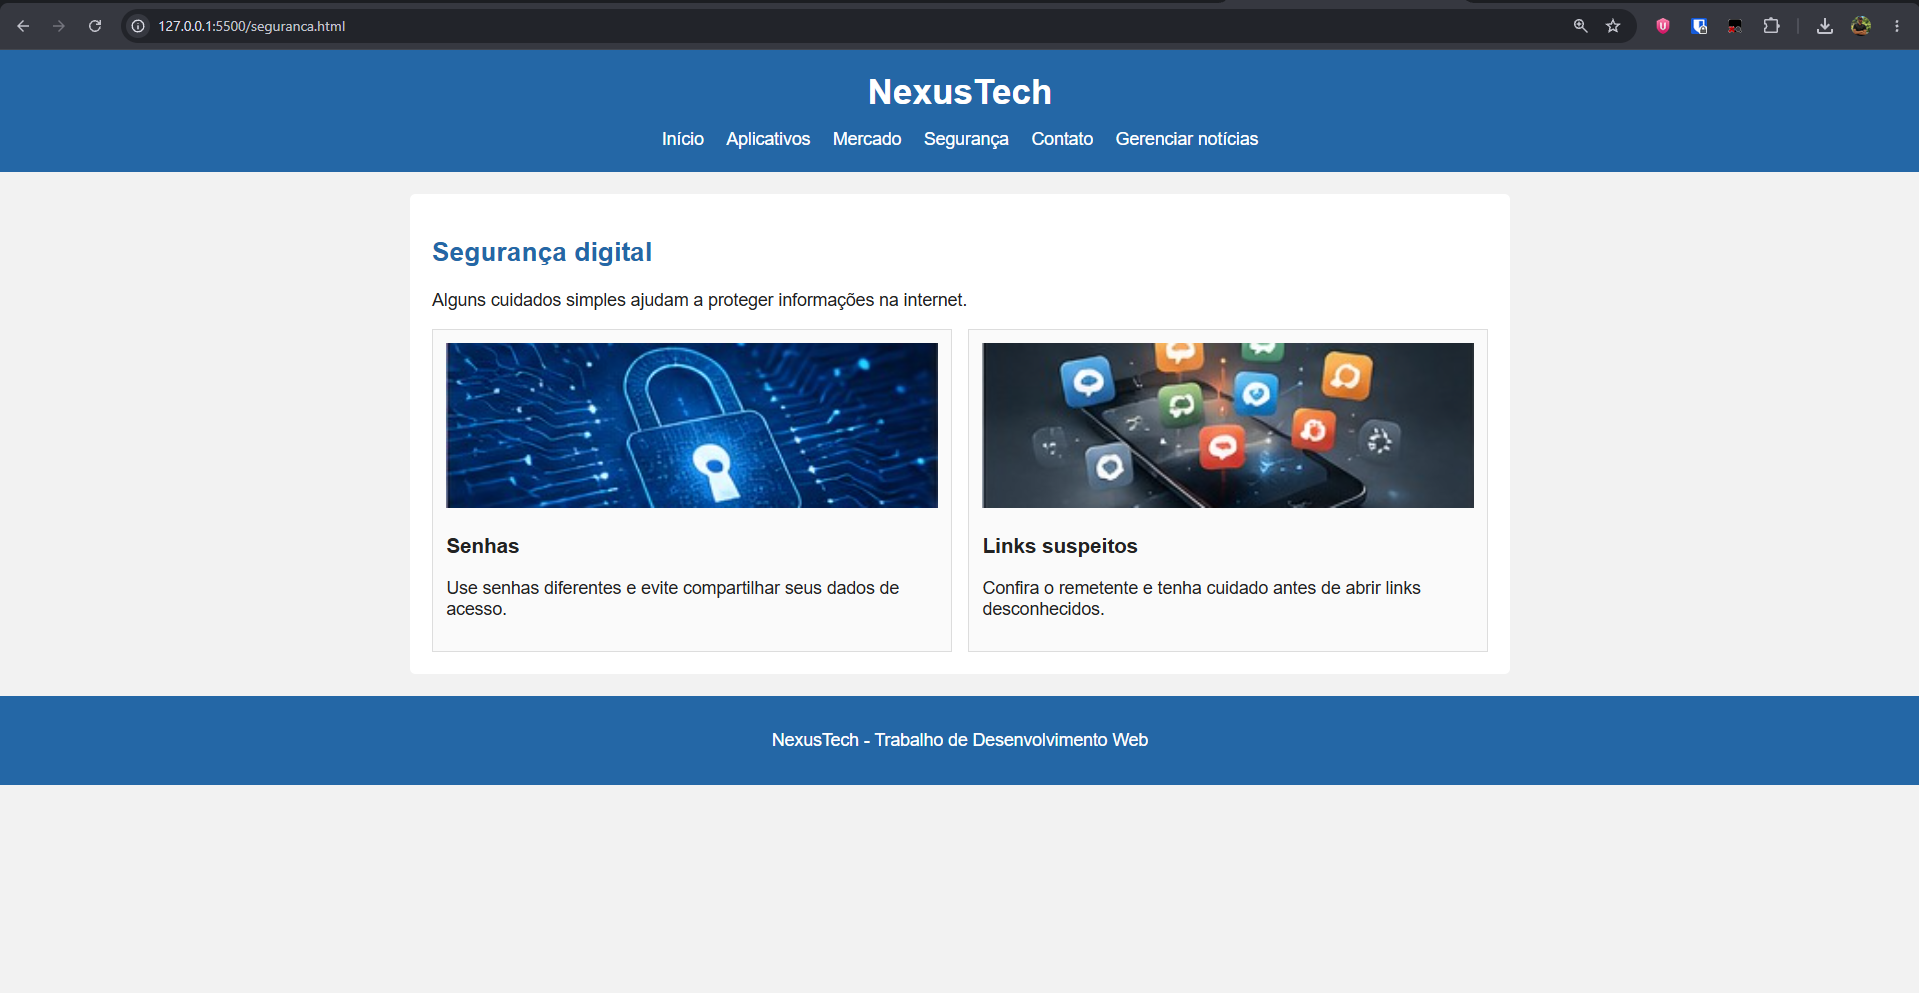 127.0.0.1:5500/seguranca.html
NexusTech
Início Aplicativos Mercado Segurança Contato Gerenciar notícias
Segurança digital
Alguns cuidados simples ajudam a proteger informações na internet.
Senhas
Use senhas diferentes e evite compartilhar seus dados de
acesso.
Links suspeitos
Confira o remetente e tenha cuidado antes de abrir links
desconhecidos.
NexusTech - Trabalho de Desenvolvimento Web